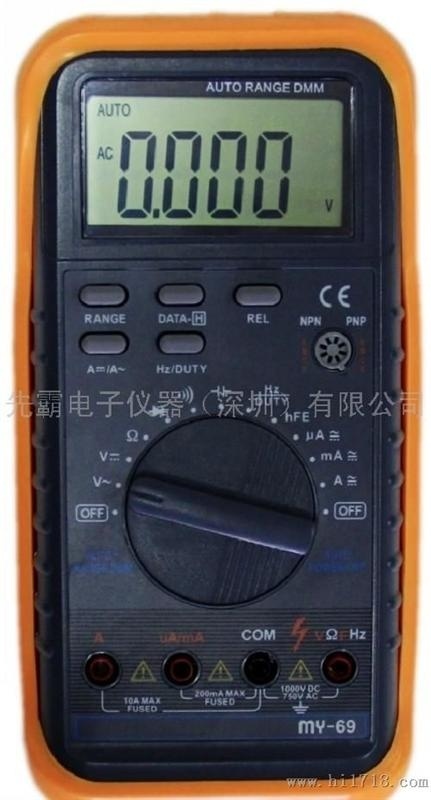 AUTO RANGE DMM
AUTO
AC
0.000
V
RANGE
DATA-H
REL
NPN PNP
A⎓/A~
Hz/DUTY
先霸电子仪器（深圳）有限公司
Hz
hFE
Ω
μA≅
V⎓
mA≅
V~
A≅
OFF
OFF
A
uA/mA
COM
VΩHz
10A MAX
FUSED
200mA MAX
FUSED
1000V DC
750V AC
MY-69
www.hi1718.com